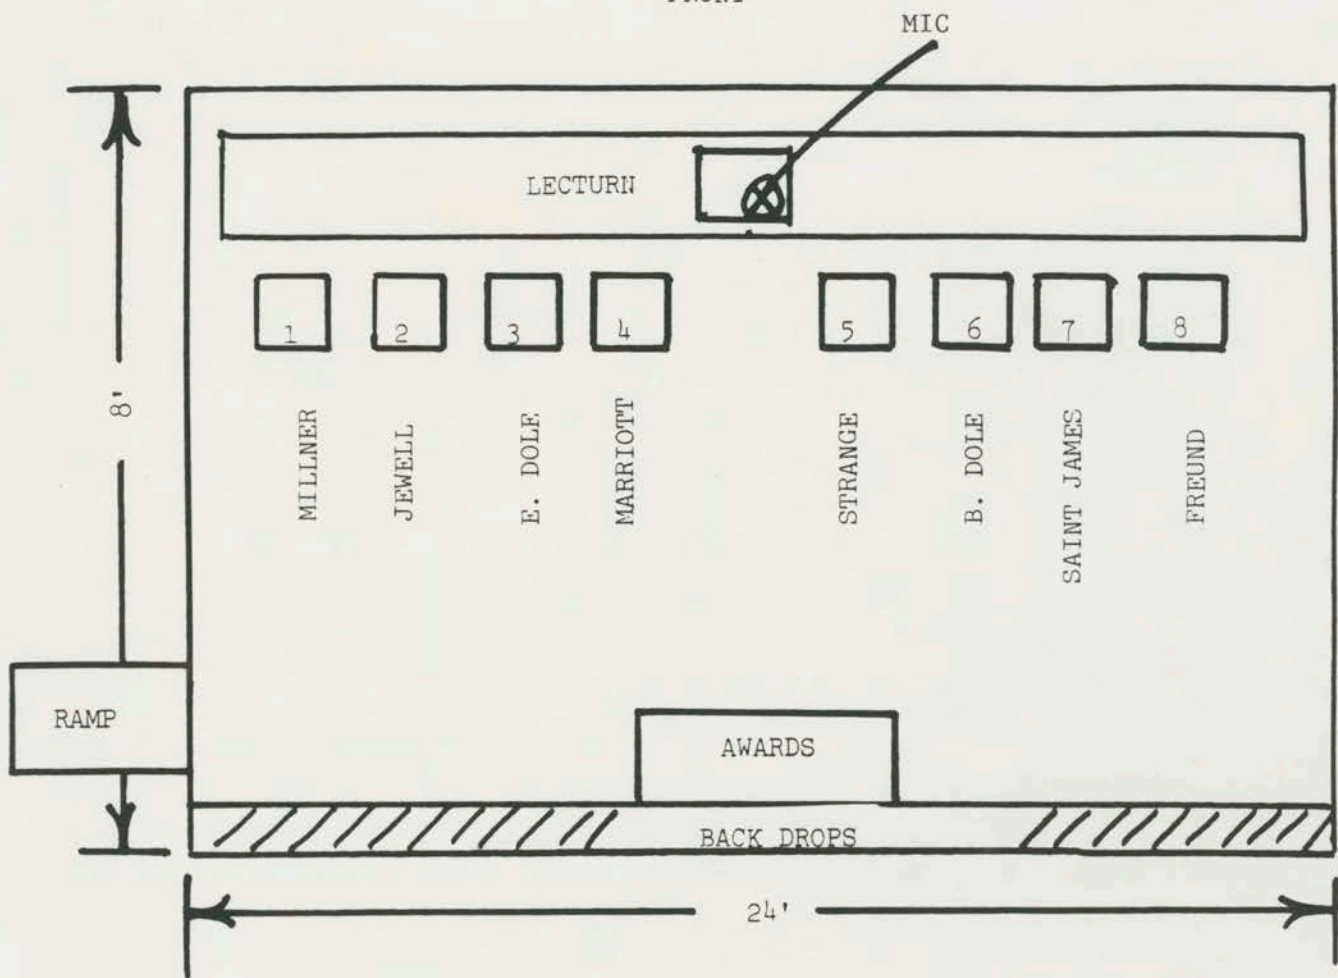 MIC
LECTURN
1 2 3 4 5 6 7 8
MILLNER
JEWELL
E. DOLE
MARRIOTT
STRANGE
B. DOLE
SAINT JAMES
FREUND
8'
RAMP
AWARDS
BACK DROPS
24'